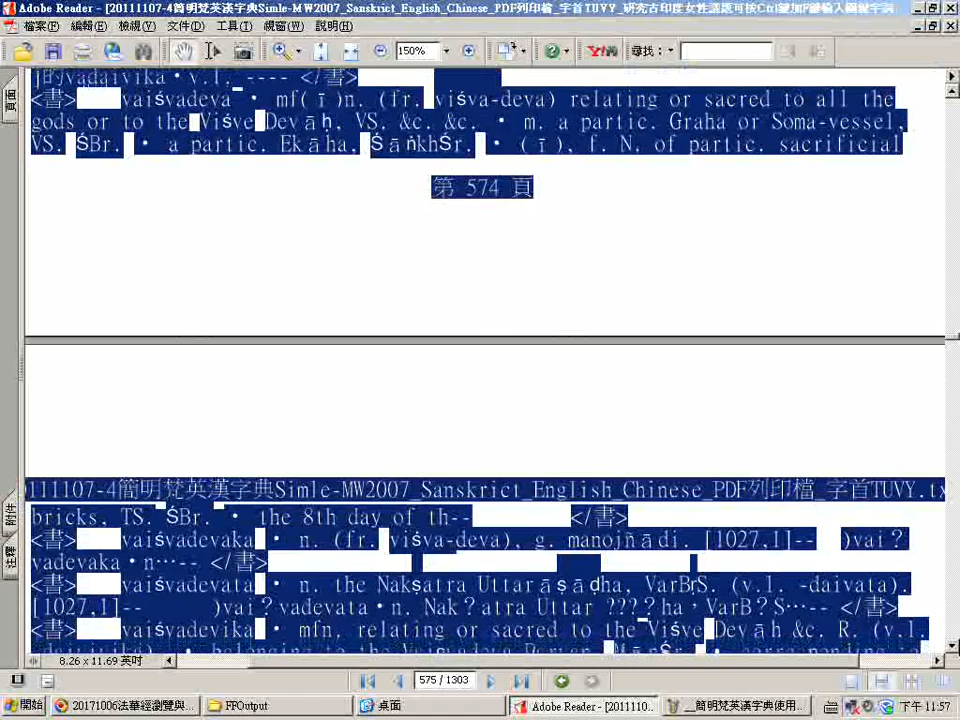 Adobe Reader - [20111107-4簡明梵英漢字典Simle-MW2007_Sanskrict_English_Chinese_PDF列印檔_字首TUVY_研究古印度女性議題可按Ctrl鍵加F鍵輸入關鍵字詞
檔案(F) 編輯(E) 檢視(V) 文件(D) 工具(T) 視窗(W) 說明(H)
150% 尋找:
頁面
]的vadaivika‧v.l. ---- </書>
<書> vaiśvadeva ‧ mf(ī)n. (fr. viśva-deva) relating or sacred to all the
gods or to the Viśve Devāḥ, VS. &c. &c. ‧ m. a partic. Graha or Soma-vessel,
VS. ŚBr. ‧ a partic. Ekāha, ŚāṅkhŚr. ‧ (ī), f. N. of partic. sacrificial
第 574 頁
0111107-4簡明梵英漢字典Simle-MW2007_Sanskrict_English_Chinese_PDF列印檔_字首TUVY.tx
bricks, TS. ŚBr. ‧ the 8th day of th-- </書>
<書> vaiśvadevaka ‧ n. (fr. viśva-deva), g. manojñādi. [1027,1]-- )vai？
vadevaka‧n…-- </書>
<書> vaiśvadevata ‧ n. the Nakṣatra Uttarāṣāḍha, VarBṛS. (v.l. -daivata).
[1027,1]-- )vai？vadevata‧n. Nak？atra Uttar ???？ha，VarB？S…-- </書>
<書> vaiśvadevika ‧ mfn. relating or sacred to the Viśve Devāh &c. R. (v.l.
附件
注釋
8.26 x 11.69 英吋
575 / 1303
開始 20171006法華經瀏覽與... FFOutput 桌面 Adobe Reader - [2011110... __簡明梵英字典使用... 下午 11:57